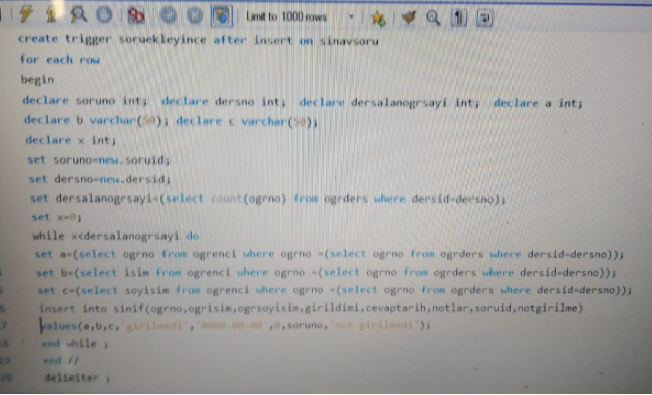 Limit to 1000 rows
create trigger soruekleyince after insert on sinavsoru
for each row
begin
declare soruno int; declare dersno int; declare dersalanogrsayi int; declare a int;
declare b varchar(50); declare c varchar(50);
declare x int;
set soruno=new.soruid;
set dersno=new.dersid;
set dersalanogrsayi=(select count(ogrno) from ogrders where dersid=dersno);
set x=0;
while x<dersalanogrsayi do
set a=(select ogrno from ogrenci where ogrno =(select ogrno from ogrders where dersid=dersno));
set b=(select isim from ogrenci where ogrno =(select ogrno from ogrders where dersid=dersno));
set c=(select soyisim from ogrenci where ogrno =(select ogrno from ogrders where dersid=dersno));
insert into sinif(ogrno,ogrisim,ogrsoyisim,girildimi,cevaptarih,notlar,soruid,notgirilme)
values(a,b,c,'girilmedi','0000-00-00',0,soruno,'not girilmedi');
end while ;
19 end //
20 delimiter ;